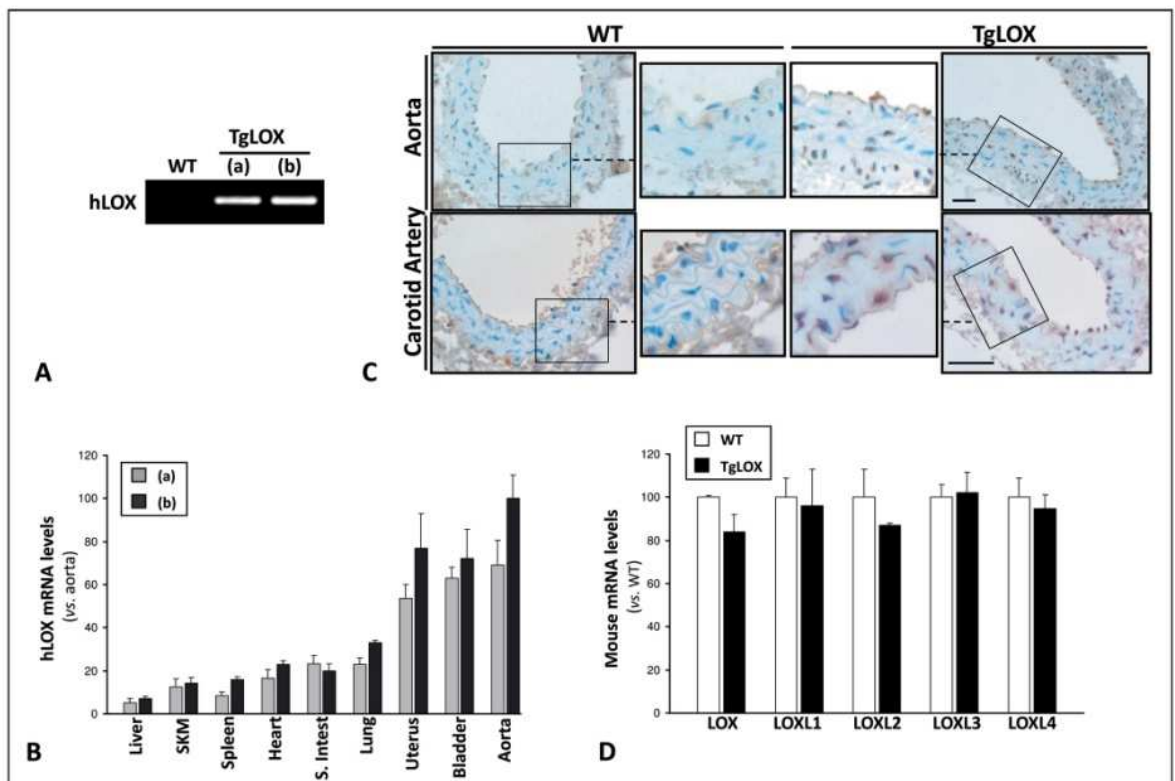 TgLOX
WT (a) (b)
hLOX
A
WT TgLOX
Aorta
Carotid Artery
C
hLOX mRNA levels
(vs. aorta)
120
100
80
60
40
20
0
(a)
(b)
Liver SKM Spleen Heart S. Intest Lung Uterus Bladder Aorta
B
WT
TgLOX
Mouse mRNA levels
(vs. WT)
120
100
80
60
40
20
0
LOX LOXL1 LOXL2 LOXL3 LOXL4
D